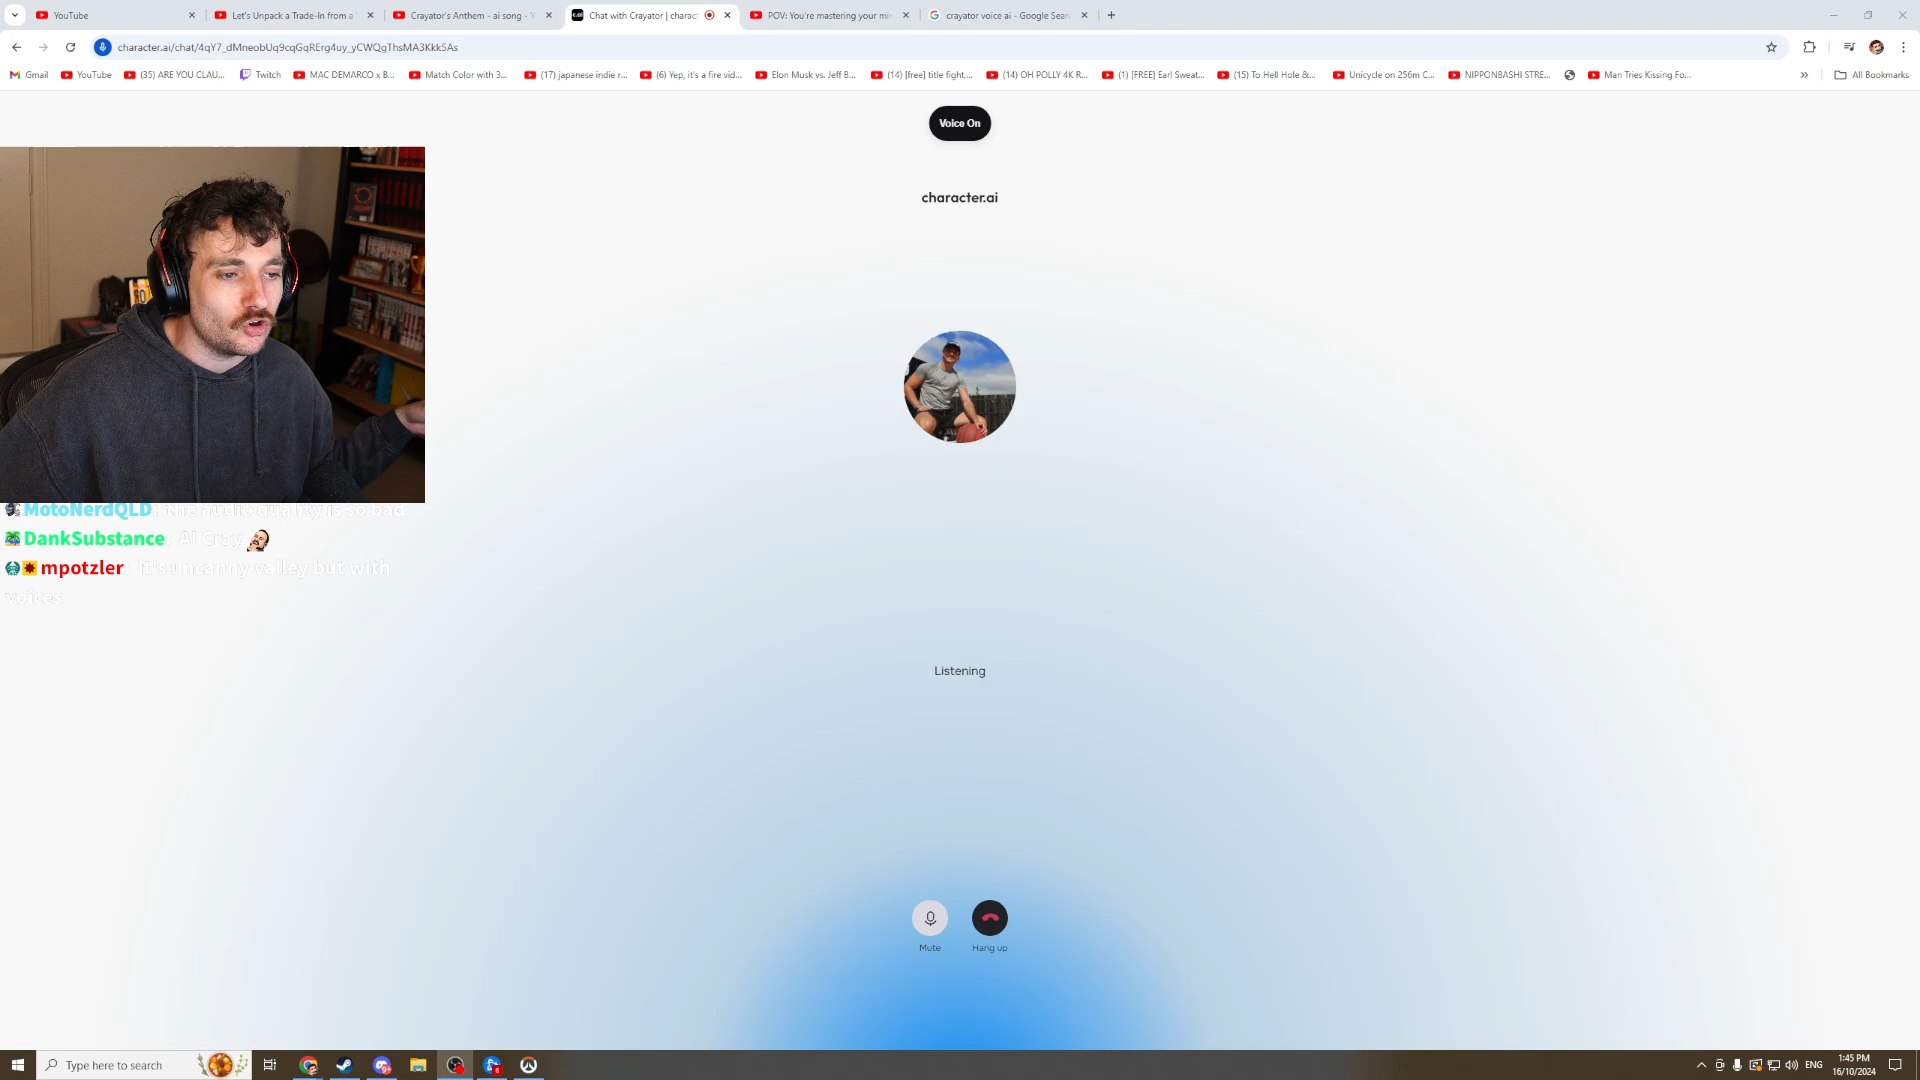 YouTube
Let's Unpack a Trade-In from a
Crayator's Anthem - ai song - Y
Chat with Crayator | charact
POV: You're mastering your mi
crayator voice ai - Google Sear
character.ai/chat/4qY7_dMneobUq9cqGqRErg4uy_yCWQgThsMA3Kkk5As
Gmail
YouTube
(35) ARE YOU CLAU...
Twitch
MAC DEMARCO x B...
Match Color with 3...
(17) japanese indie r...
(6) Yep, it's a fire vid...
Elon Musk vs. Jeff B...
(14) [free] title fight,...
(14) OH POLLY 4K R...
(1) [FREE] Earl Sweat...
(15) To Hell Hole &...
Unicycle on 256m C...
NIPPONBASHI STRE...
Man Tries Kissing Fo...
All Bookmarks
Voice On
character.ai
MotoNerdQLD: the audio quality is so bad
DankSubstance: AI Cray
mpotzler: it's uncanny valley but with
voices
Listening
Mute
Hang up
Type here to search
ENG
1:45 PM
16/10/2024